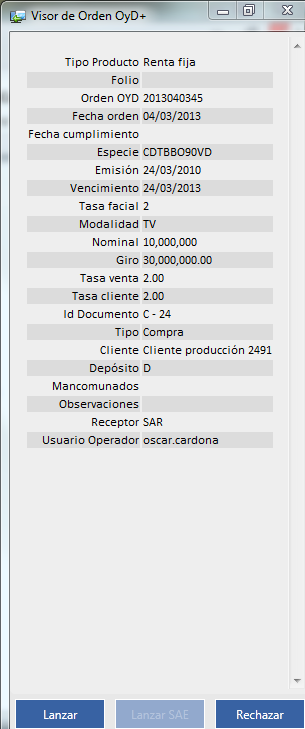 Visor de Orden OyD+
Tipo Producto Renta fija
Folio
Orden OYD 2013040345
Fecha orden 04/03/2013
Fecha cumplimiento
Especie CDTBBO90VD
Emisión 24/03/2010
Vencimiento 24/03/2013
Tasa facial 2
Modalidad TV
Nominal 10,000,000
Giro 30,000,000.00
Tasa venta 2.00
Tasa cliente 2.00
Id Documento C - 24
Tipo Compra
Cliente Cliente producción 2491
Depósito D
Mancomunados
Observaciones
Receptor SAR
Usuario Operador oscar.cardona
Lanzar Lanzar SAE Rechazar